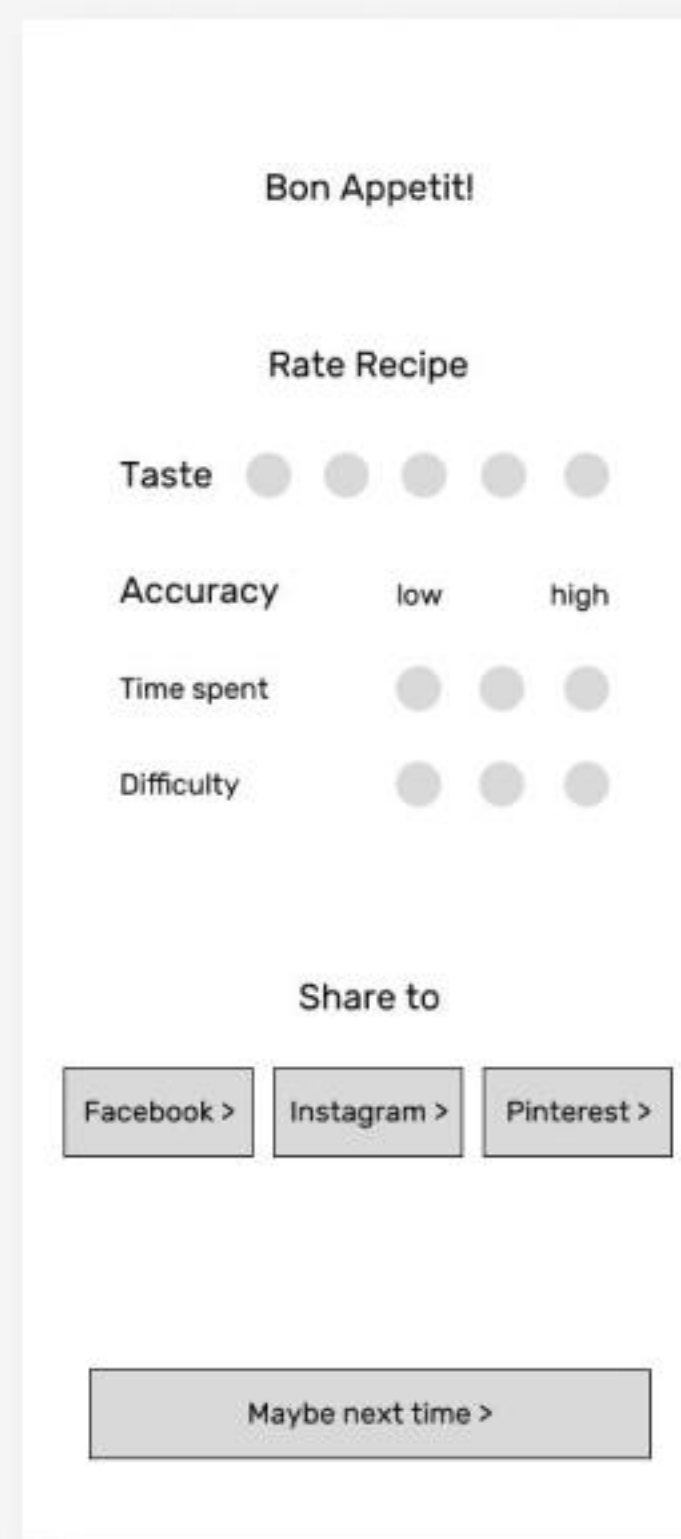 Bon Appetit!
Rate Recipe
Taste
Accuracy low high
Time spent
Difficulty
Share to
Facebook > Instagram > Pinterest >
Maybe next time >